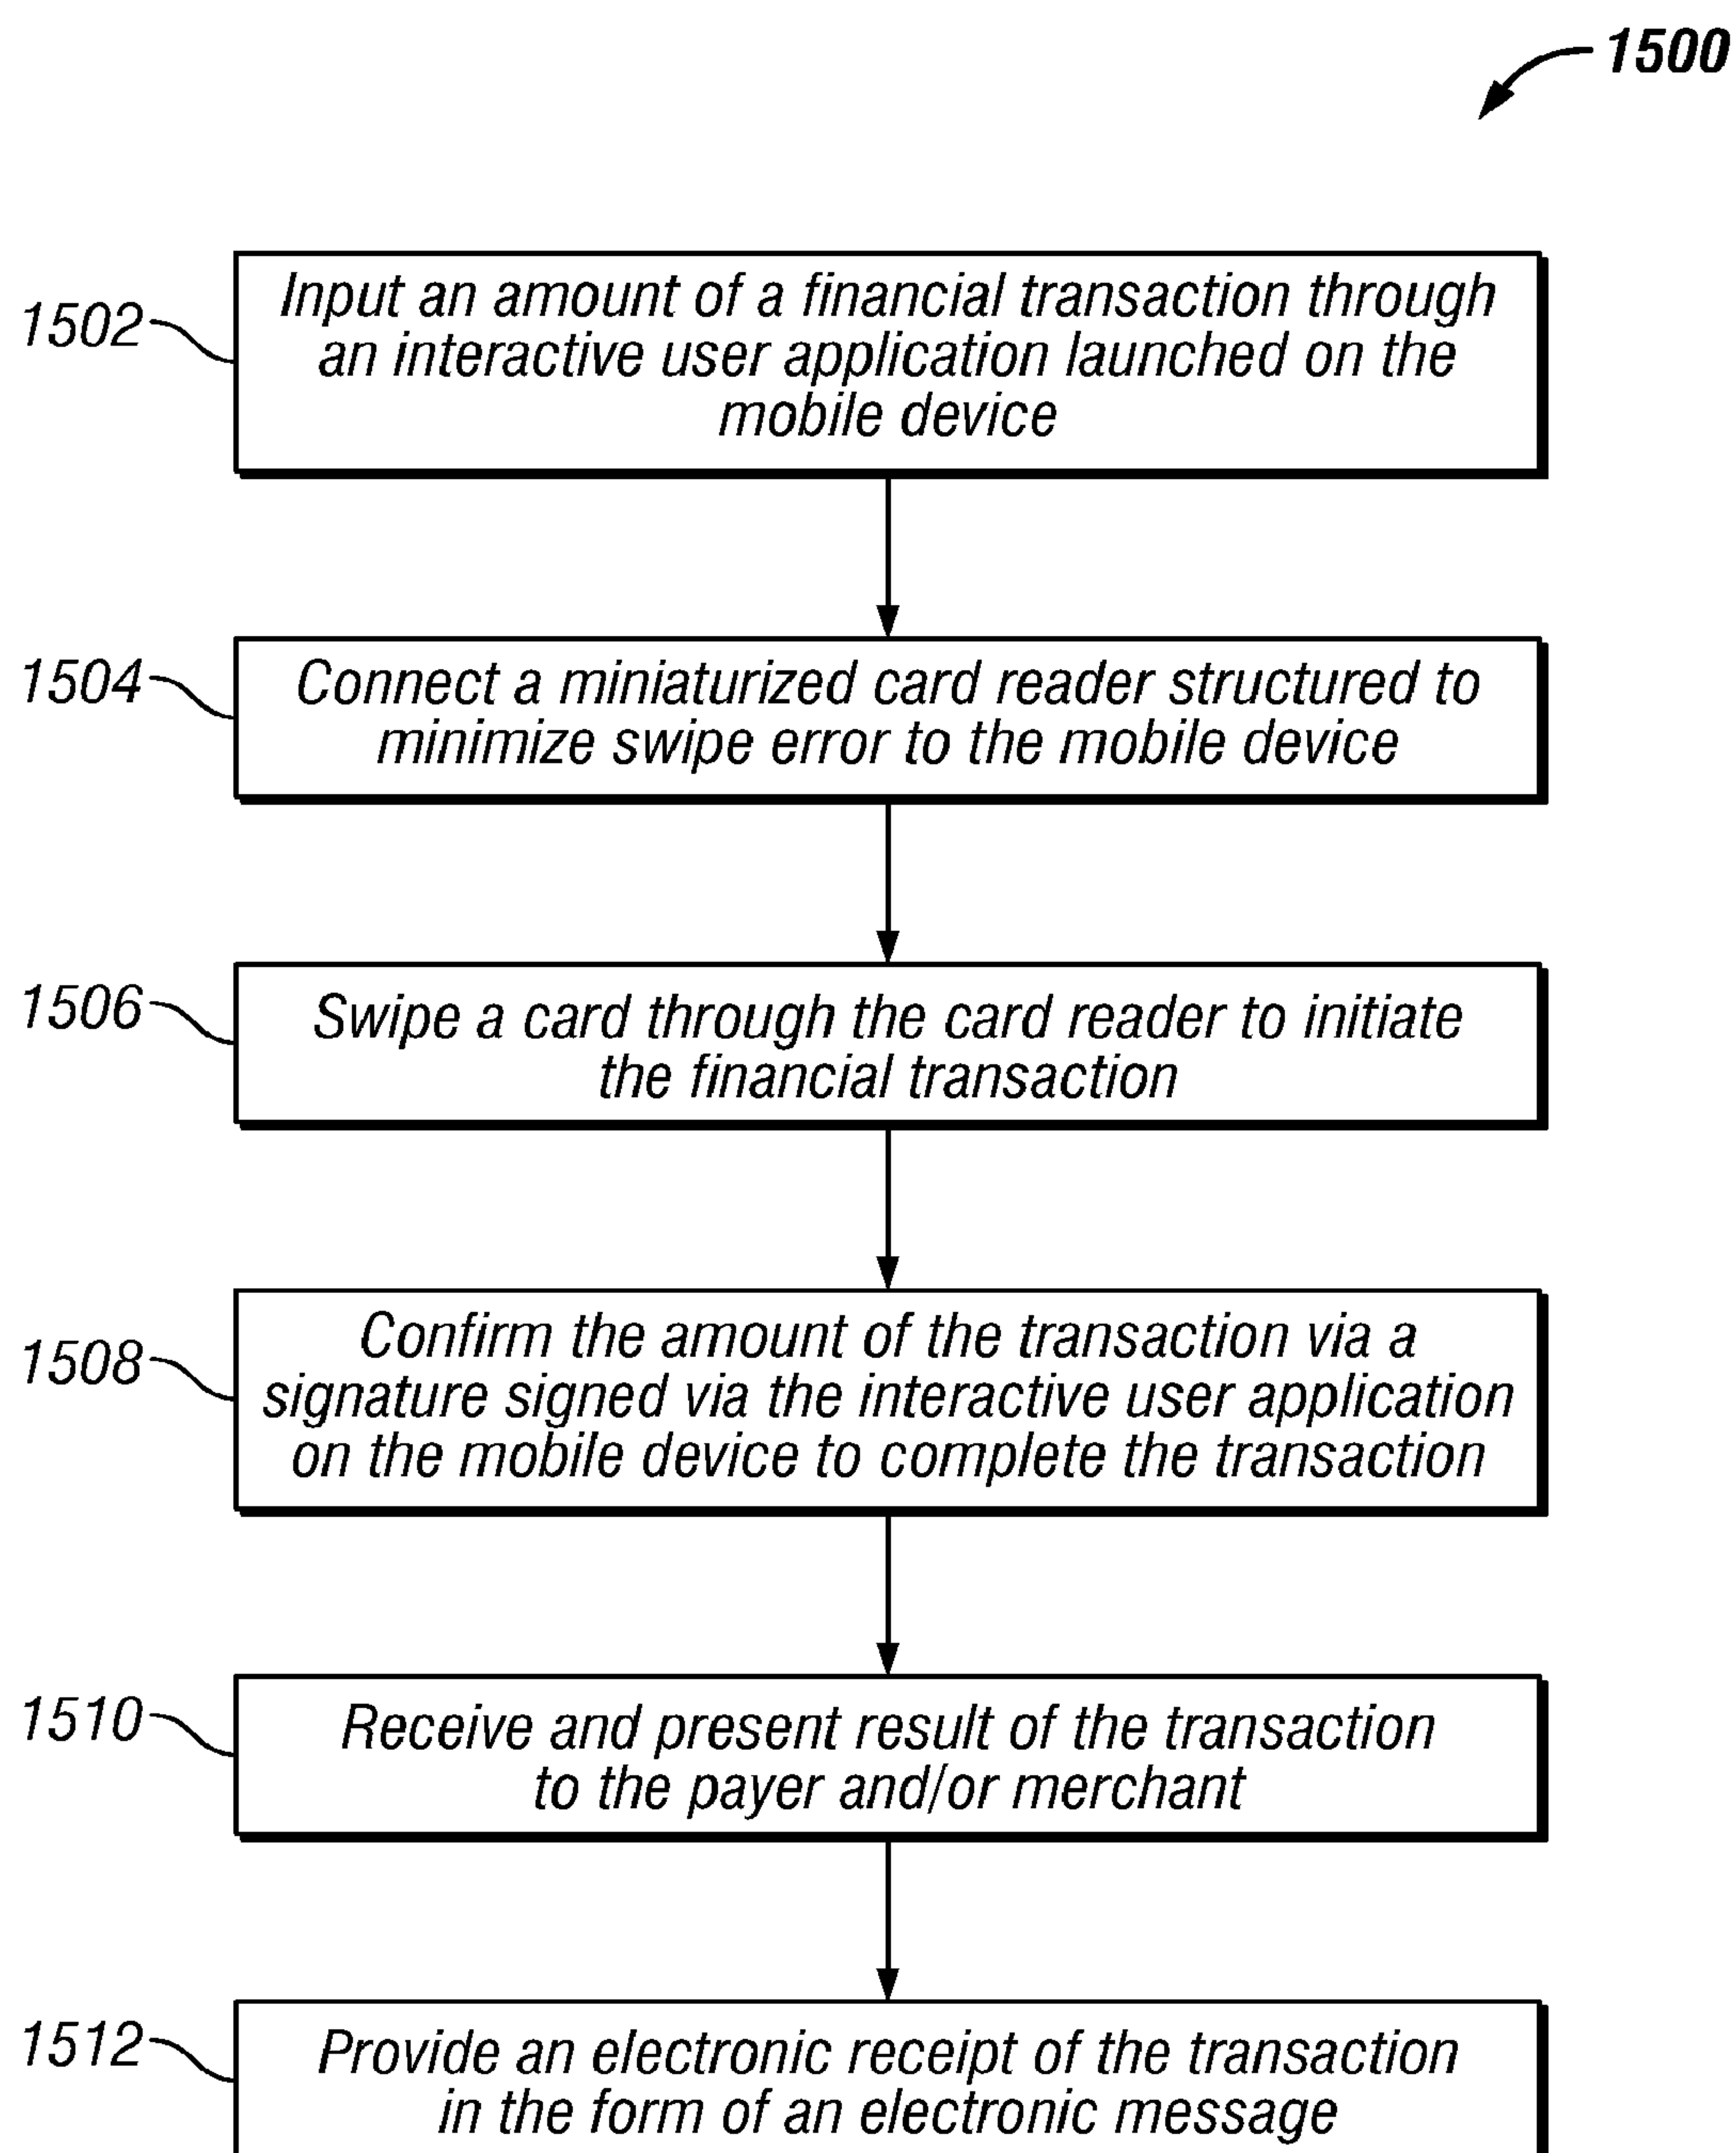 1500
1502
Input an amount of a financial transaction through
an interactive user application launched on the
mobile device
1504
Connect a miniaturized card reader structured to
minimize swipe error to the mobile device
1506
Swipe a card through the card reader to initiate
the financial transaction
1508
Confirm the amount of the transaction via a
signature signed via the interactive user application
on the mobile device to complete the transaction
1510
Receive and present result of the transaction
to the payer and/or merchant
1512
Provide an electronic receipt of the transaction
in the form of an electronic message